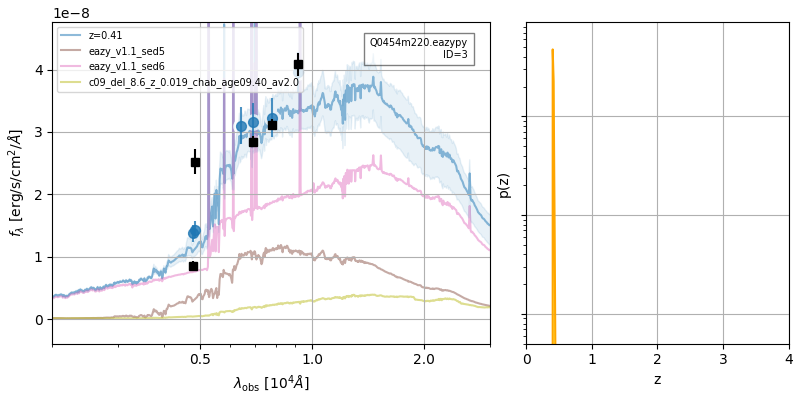 1e−8
z=0.41
eazy_v1.1_sed5
eazy_v1.1_sed6
c09_del_8.6_z_0.019_chab_age09.40_av2.0
Q0454m220.eazypy
ID=3
4
3
2
1
0
f_λ [erg/s/cm²/Å]
0.5
1.0
2.0
λ_obs [10⁴Å]
p(z)
0
1
2
3
4
z